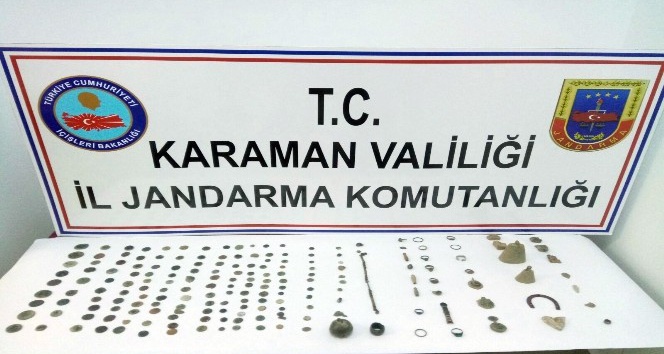 T.C.
KARAMAN VALİLİĞİ
İL JANDARMA KOMUTANLIĞI
TÜRKİYE CUMHURİYETİ
İÇİŞLERİ BAKANLIĞI
JANDARMA